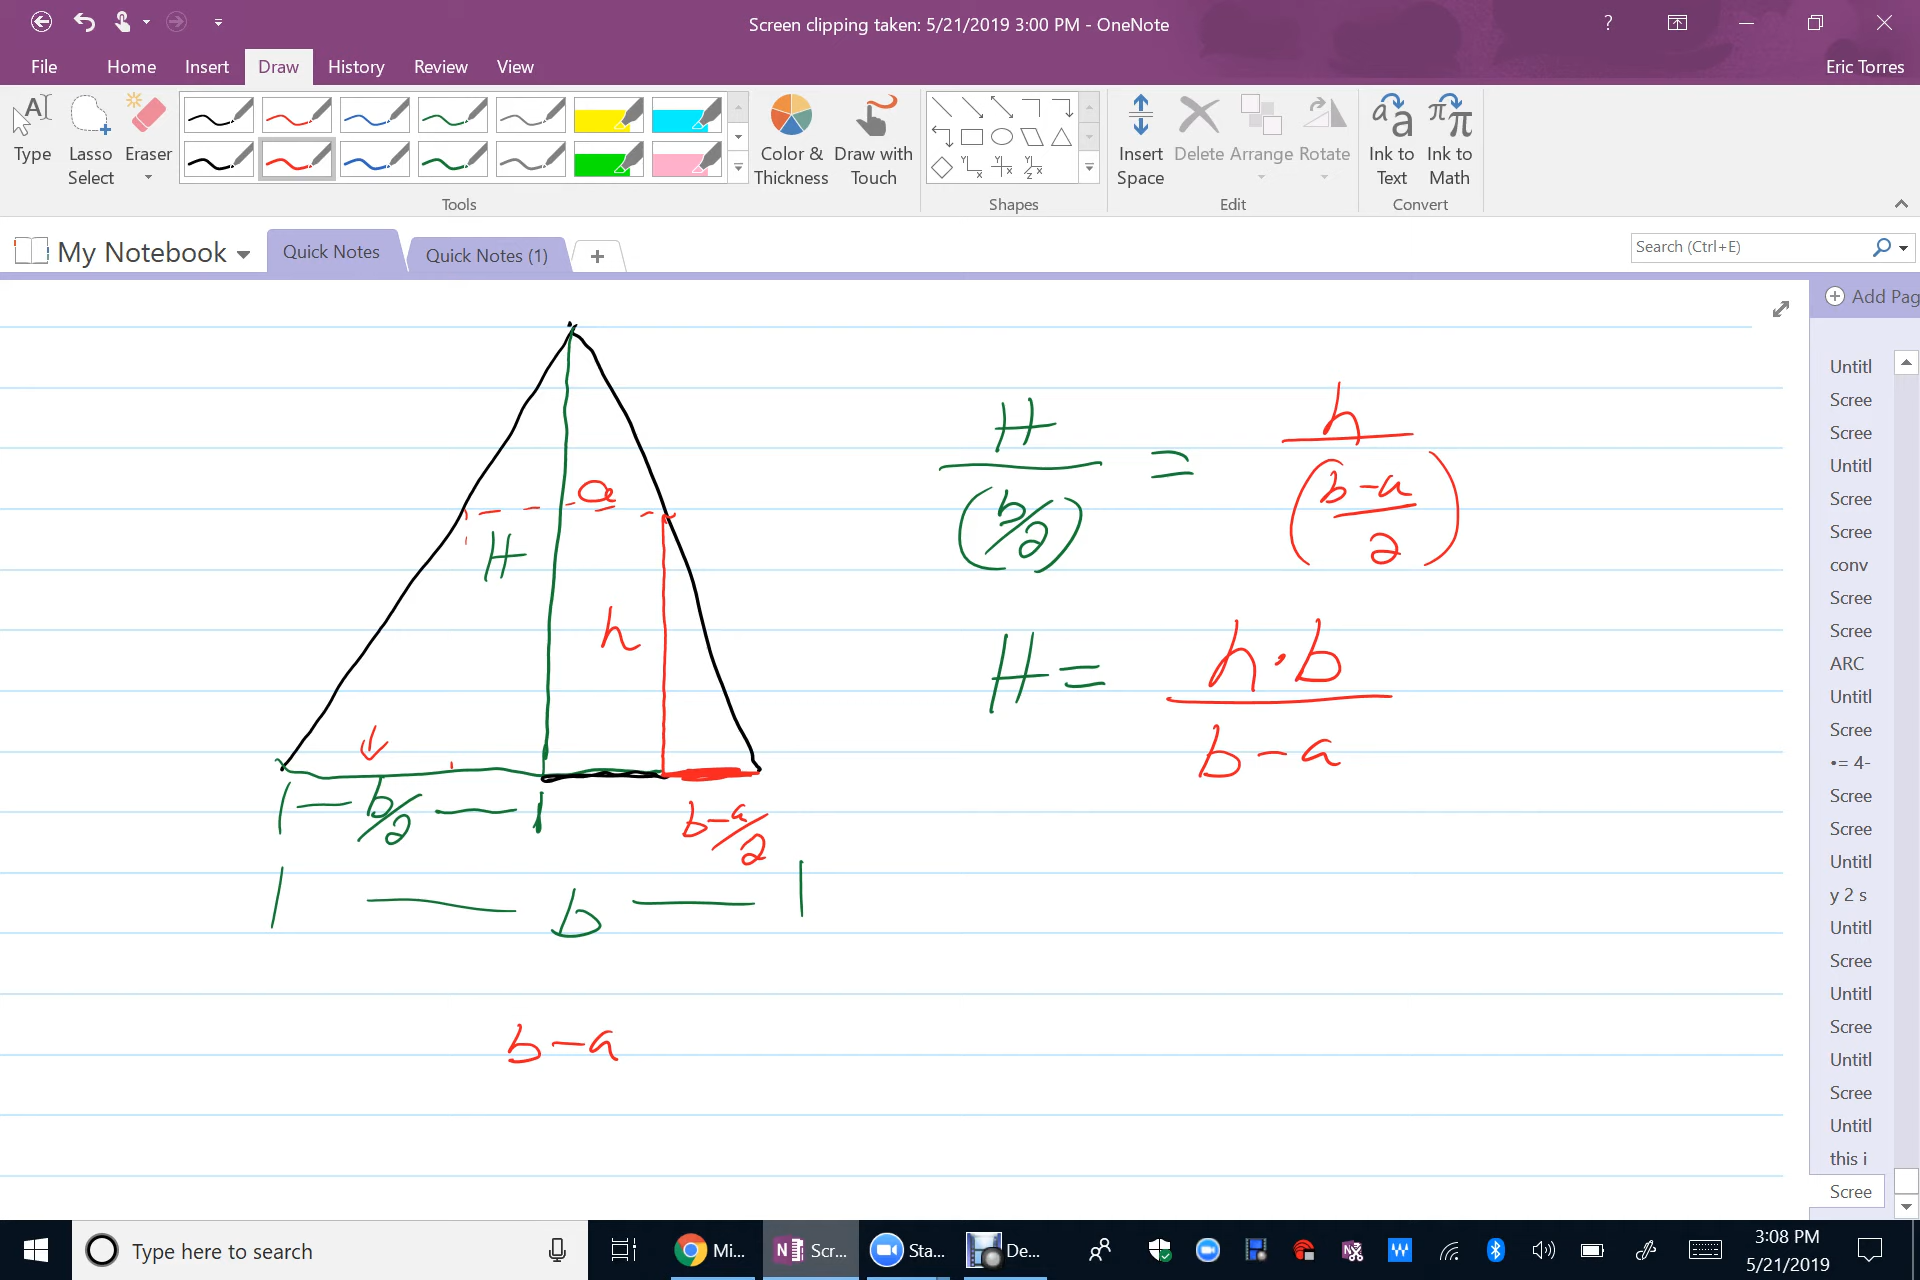 Screen clipping taken: 5/21/2019 3:00 PM - OneNote
?
File Home Insert Draw History Review View
Eric Torres
Type
Lasso Select
Eraser
Color & Thickness
Draw with Touch
Insert Space
Delete
Arrange
Rotate
Ink to Text
Ink to Math
Tools
Shapes
Edit
Convert
My Notebook
Quick Notes
Quick Notes (1)
+
Search (Ctrl+E)
Add Pag
Untitl
Scree
Scree
Untitl
Scree
Scree
conv
Scree
Scree
ARC
Untitl
Scree
•= 4-
Scree
Scree
Untitl
y 2 s
Untitl
Scree
Untitl
Scree
Untitl
Scree
Untitl
this i
Scree
a
H
h
b/2
b-a/2
b
b-a
H/(b/2) = h/((b-a)/2)
H = h·b/(b-a)
Type here to search
Mi...
Scr...
Sta...
De...
3:08 PM
5/21/2019